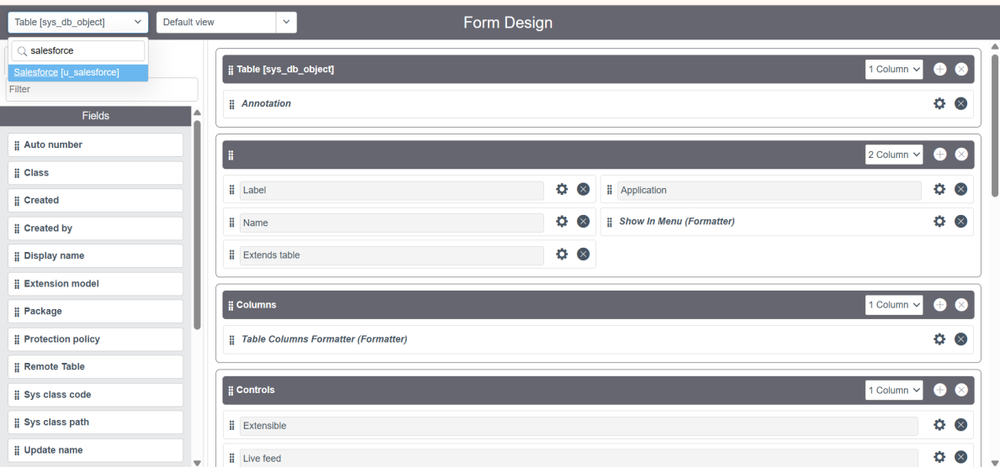 Table [sys_db_object]
Default view
Form Design
salesforce
Salesforce [u_salesforce]
Filter
Fields
Auto number
Class
Created
Created by
Display name
Extension model
Package
Protection policy
Remote Table
Sys class code
Sys class path
Update name
Table [sys_db_object]
1 Column
Annotation
2 Column
Label
Application
Name
Show In Menu (Formatter)
Extends table
Columns
1 Column
Table Columns Formatter (Formatter)
Controls
1 Column
Extensible
Live feed